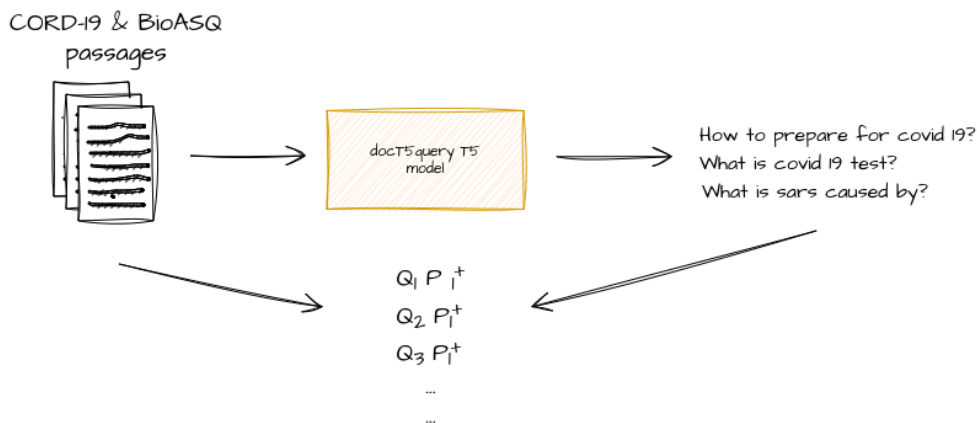 CORD-19 & BioASQ
passages
docT5query T5
model
How to prepare for covid 19?
What is covid 19 test?
What is sars caused by?
Q₁ P ₁⁺
Q₂ P₁⁺
Q₃ P₁⁺
...
...